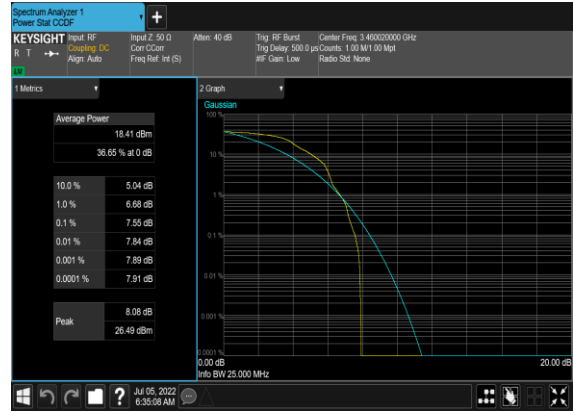 Spectrum Analyzer 1
Power Stat CCDF
KEYSIGHT Input: RF Input Z: 50 Ω Atten: 40 dB Trig: RF Burst Center Freq: 3.460020000 GHz
R T Coupling: DC Corr CCorr Trig Delay: 500.0 µs Counts: 1.00 M/1.00 Mpt
Align: Auto Freq Ref: Int (S) #IF Gain: Low Radio Std: None
LXI
1 Metrics
2 Graph
Average Power
18.41 dBm
36.65 % at 0 dB
10.0 % 5.04 dB
1.0 % 6.68 dB
0.1 % 7.55 dB
0.01 % 7.84 dB
0.001 % 7.89 dB
0.0001 % 7.91 dB
Peak 8.08 dB
26.49 dBm
Gaussian
100 %
10 %
1 %
0.1 %
0.01 %
0.001 %
0.0001 %
0.00 dB 20.00 dB
Info BW 25.000 MHz
? Jul 05, 2022
6:35:08 AM